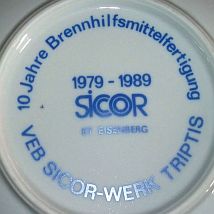 10 Jahre Brennhilfsmittelfertigung
1979 - 1989
SICOR
EISENBERG
VEB SICOR-WERK TRIPTIS